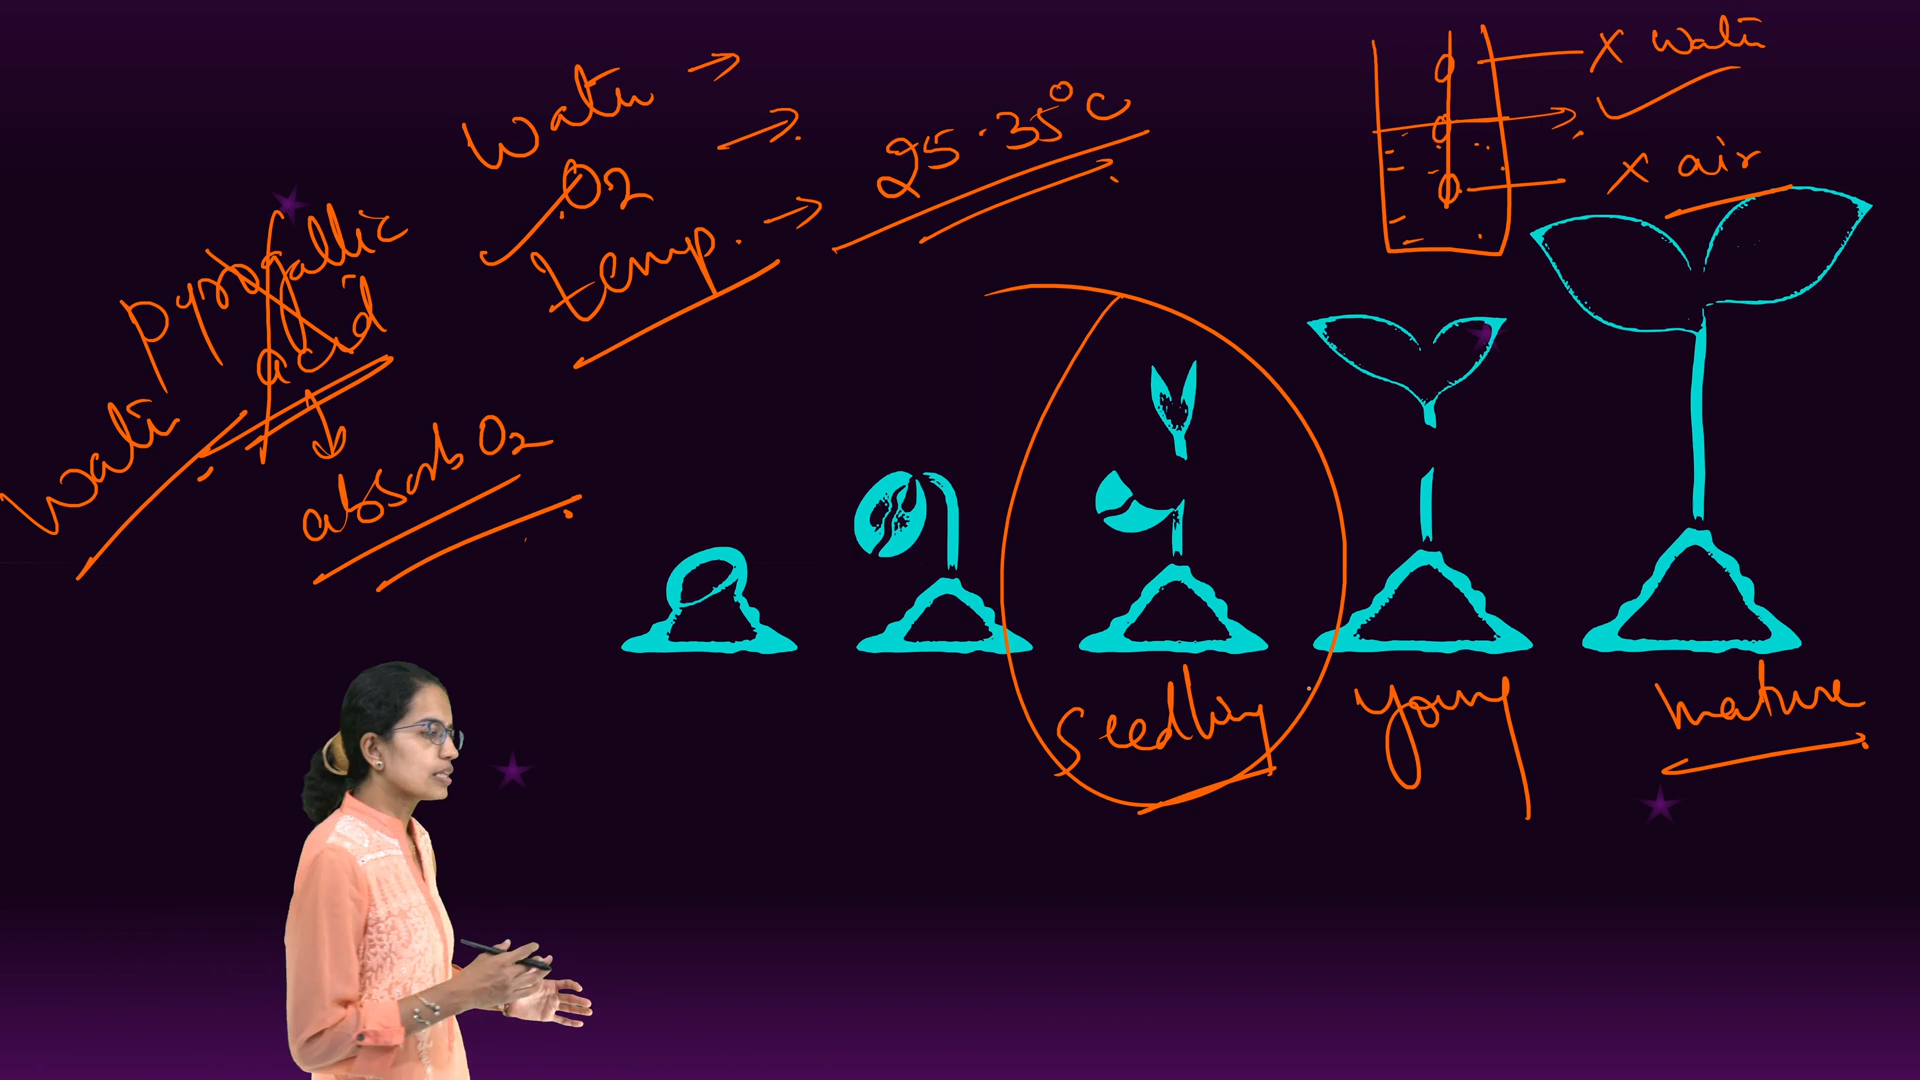 Water →
O2 →
temp. → 25-35°C
pyrogallic
acid
water
absorb O2
x water
x air
seedling
young
mature